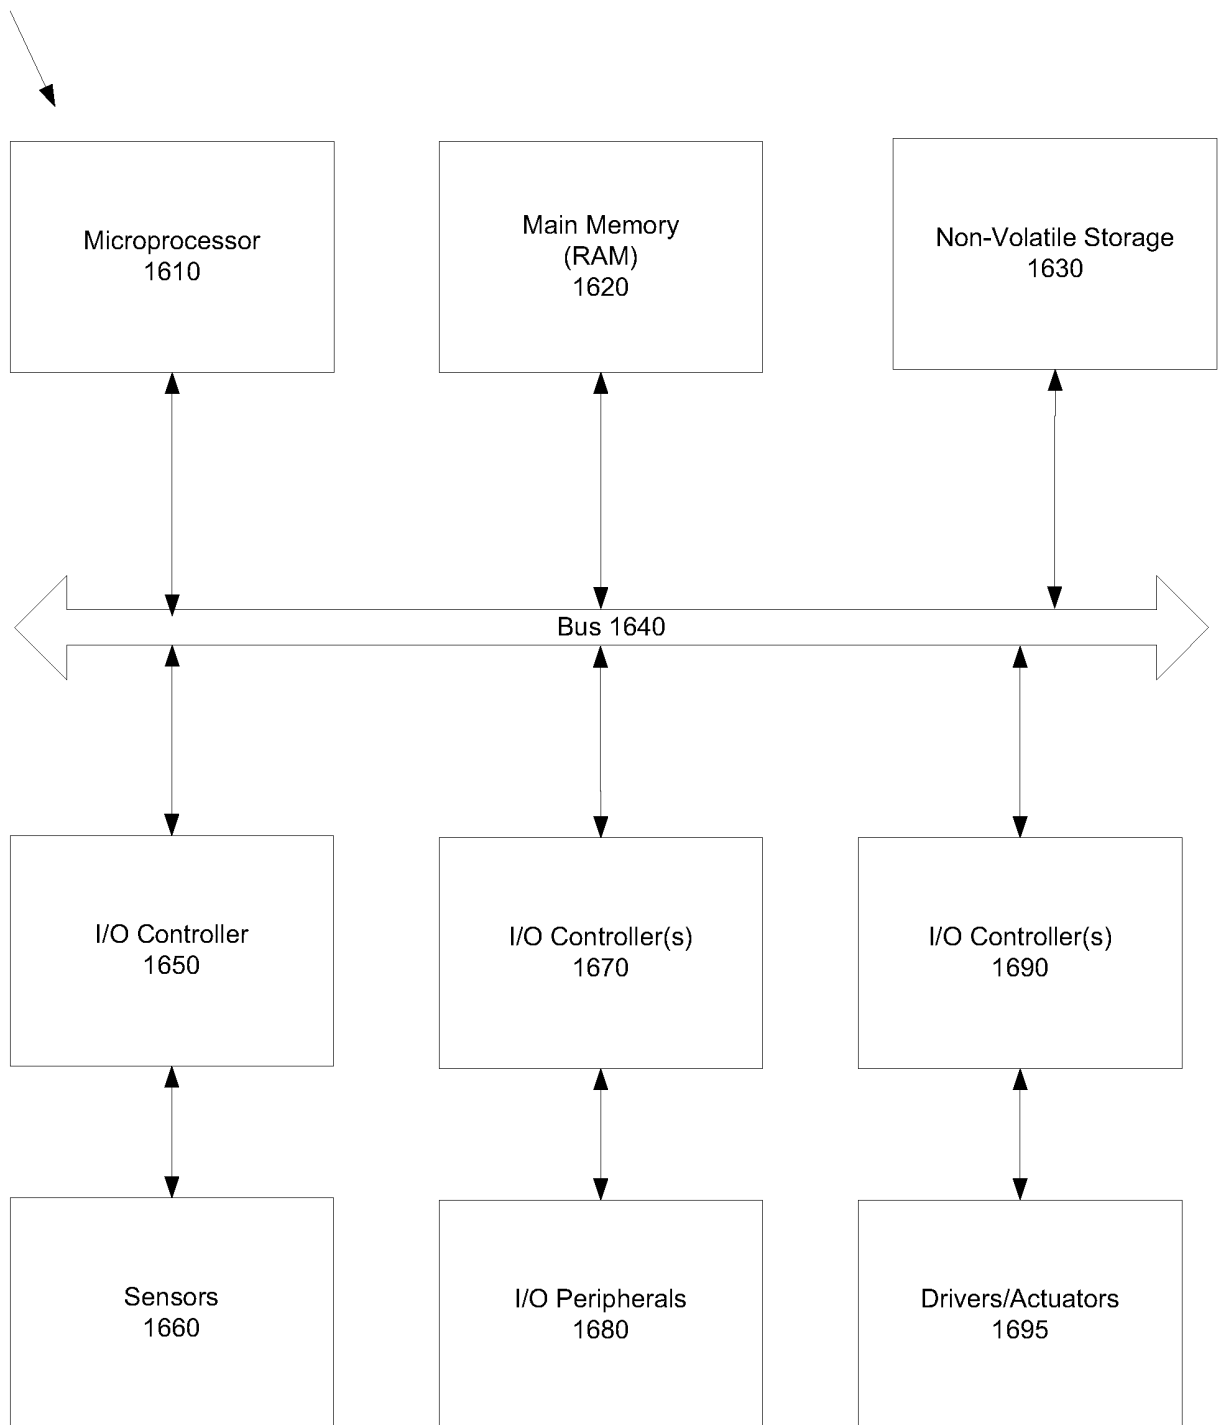 Microprocessor
1610
Main Memory
(RAM)
1620
Non-Volatile Storage
1630
Bus 1640
I/O Controller
1650
I/O Controller(s)
1670
I/O Controller(s)
1690
Sensors
1660
I/O Peripherals
1680
Drivers/Actuators
1695